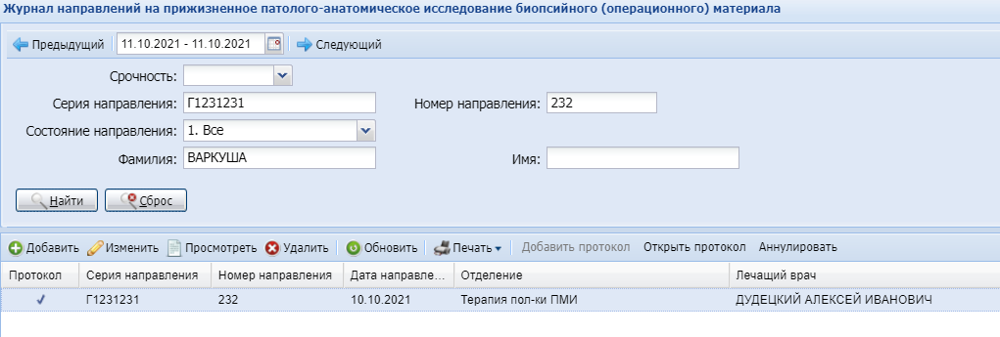 Журнал направлений на прижизненное патолого-анатомическое исследование биопсийного (операционного) материала
Предыдущий 11.10.2021 - 11.10.2021 Следующий
Срочность:
Серия направления: Г1231231 Номер направления: 232
Состояние направления: 1. Все
Фамилия: ВАРКУША Имя:
Найти Сброс
Добавить Изменить Просмотреть Удалить Обновить Печать Добавить протокол Открыть протокол Аннулировать
Протокол Серия направления Номер направления Дата направле... Отделение Лечащий врач
Г1231231 232 10.10.2021 Терапия пол-ки ПМИ ДУДЕЦКИЙ АЛЕКСЕЙ ИВАНОВИЧ